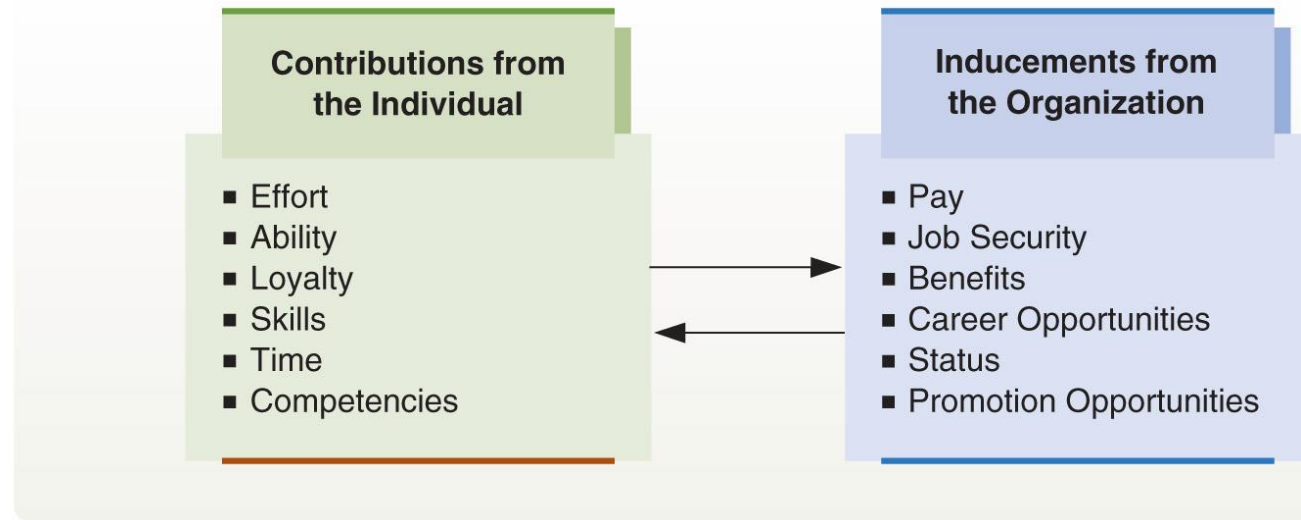 Contributions from
the Individual
■ Effort
■ Ability
■ Loyalty
■ Skills
■ Time
■ Competencies
Inducements from
the Organization
■ Pay
■ Job Security
■ Benefits
■ Career Opportunities
■ Status
■ Promotion Opportunities